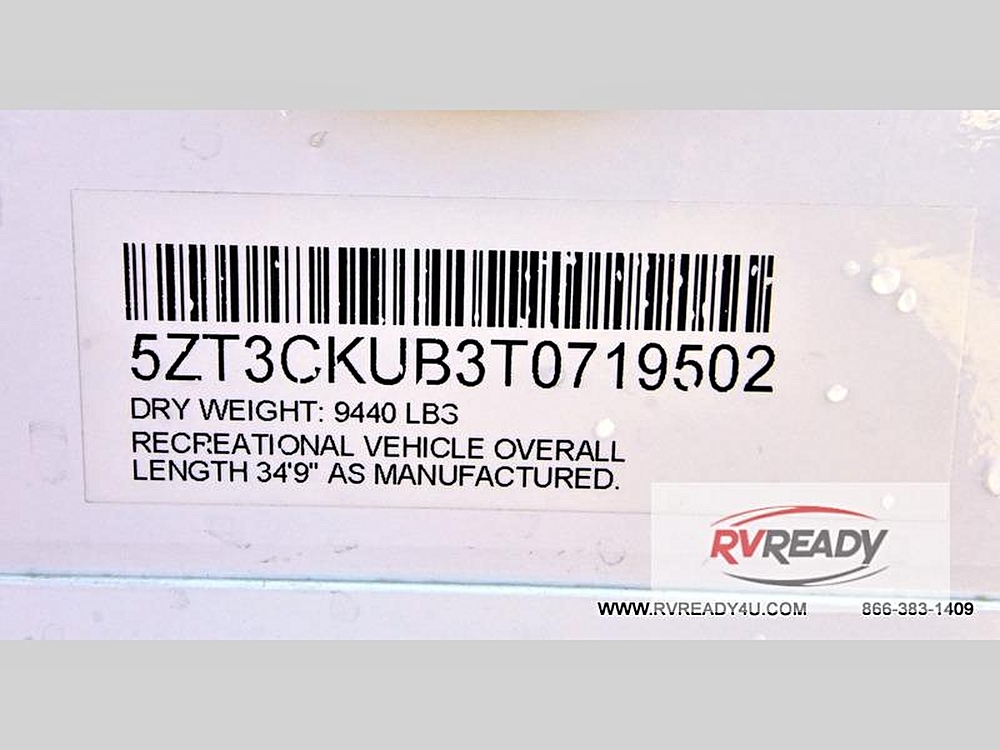 5ZT3CKUB3T0719502
DRY WEIGHT: 9440 LBS
RECREATIONAL VEHICLE OVERALL
LENGTH 34'9" AS MANUFACTURED.
RVREADY
WWW.RVREADY4U.COM 866-383-1409